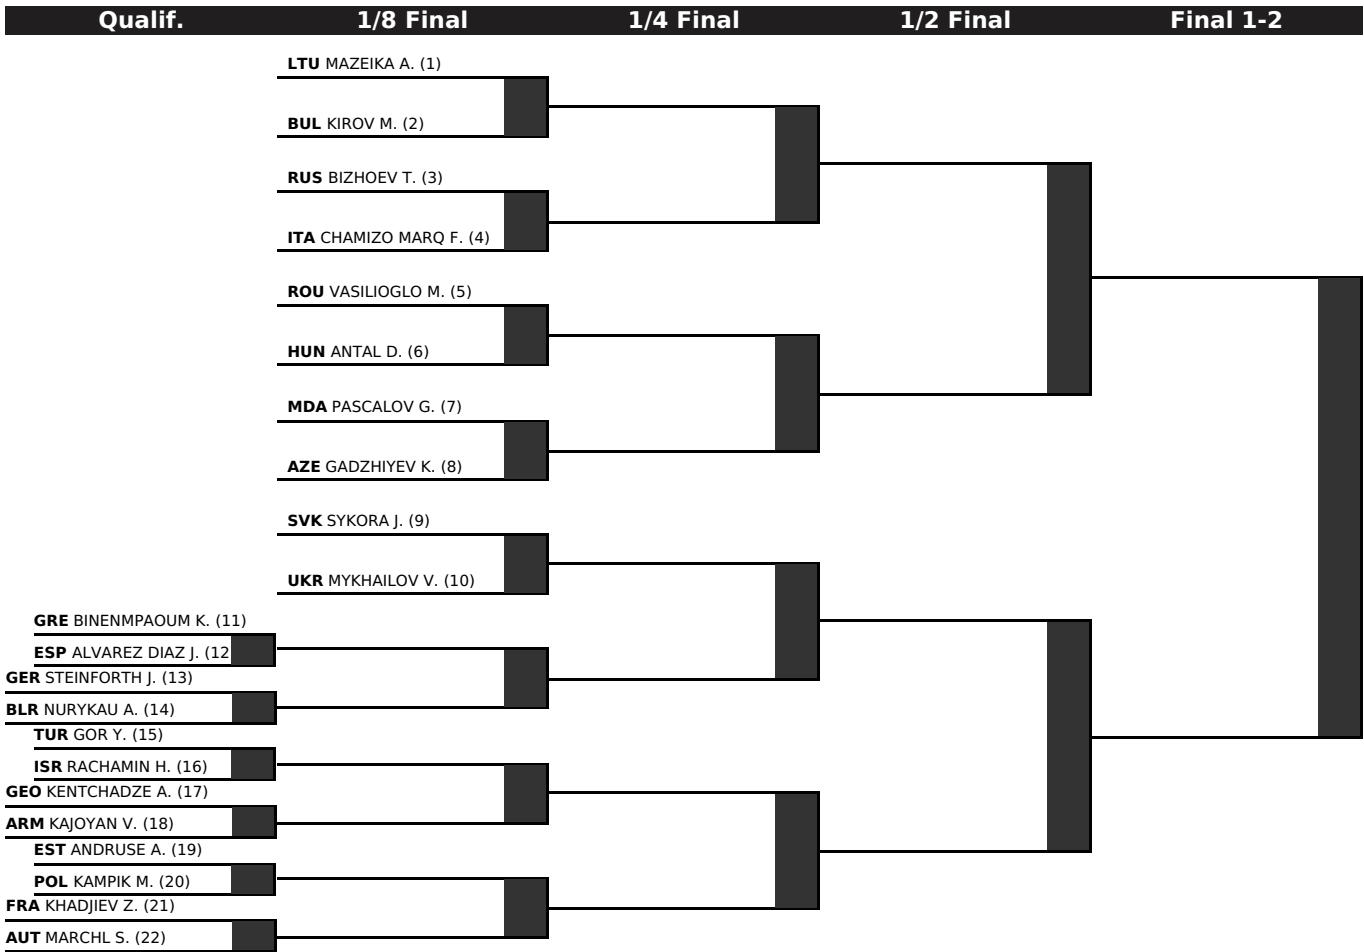 Qualif. 1/8 Final 1/4 Final 1/2 Final Final 1-2
LTU MAZEIKA A. (1)
BUL KIROV M. (2)
RUS BIZHOEV T. (3)
ITA CHAMIZO MARQ F. (4)
ROU VASILIOGLO M. (5)
HUN ANTAL D. (6)
MDA PASCALOV G. (7)
AZE GADZHIYEV K. (8)
SVK SYKORA J. (9)
UKR MYKHAILOV V. (10)
GRE BINENMPAOUM K. (11)
ESP ALVAREZ DIAZ J. (12
GER STEINFORTH J. (13)
BLR NURYKAU A. (14)
TUR GOR Y. (15)
ISR RACHAMIN H. (16)
GEO KENTCHADZE A. (17)
ARM KAJOYAN V. (18)
EST ANDRUSE A. (19)
POL KAMPIK M. (20)
FRA KHADJIEV Z. (21)
AUT MARCHL S. (22)